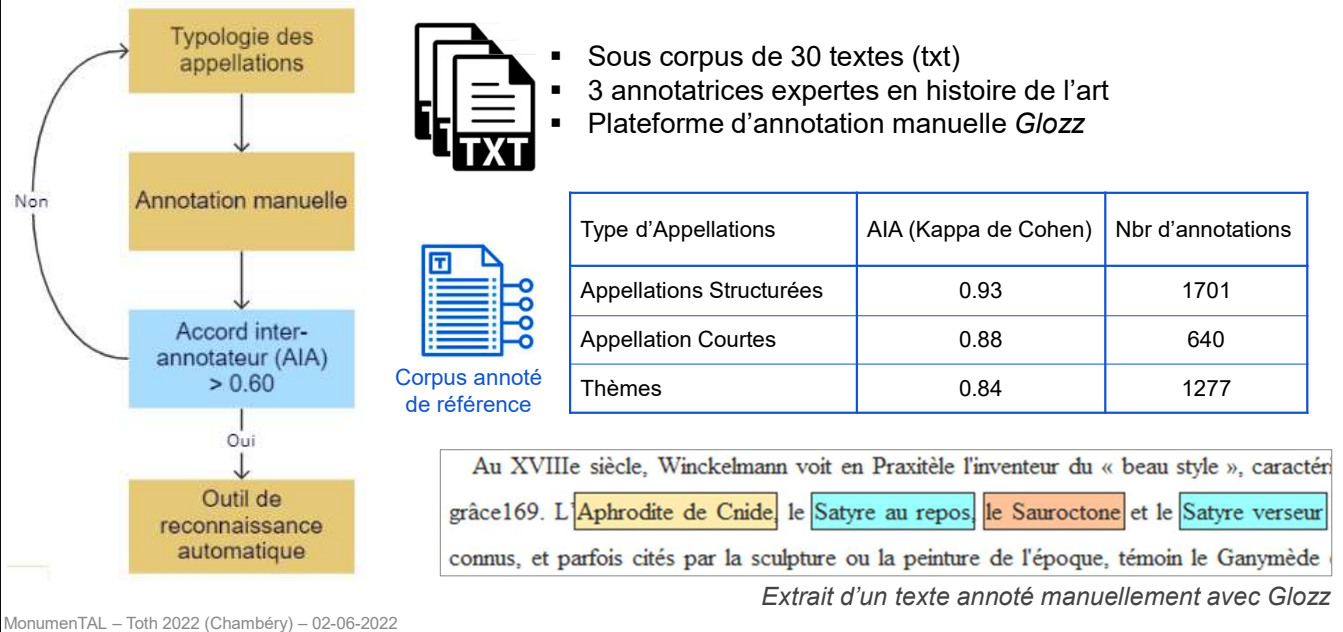 Typologie des
appellations
Non
Annotation manuelle
Accord inter-
annotateur (AIA)
> 0.60
Oui
Outil de
reconnaissance
automatique
TXT
▪ Sous corpus de 30 textes (txt)
▪ 3 annotatrices expertes en histoire de l’art
▪ Plateforme d’annotation manuelle Glozz
T
Corpus annoté
de référence
Type d’Appellations AIA (Kappa de Cohen) Nbr d’annotations
Appellations Structurées 0.93 1701
Appellation Courtes 0.88 640
Thèmes 0.84 1277
Au XVIIIe siècle, Winckelmann voit en Praxitèle l'inventeur du « beau style », caractéri
grâce169. L'Aphrodite de Cnide, le Satyre au repos, le Sauroctone et le Satyre verseur
connus, et parfois cités par la sculpture ou la peinture de l'époque, témoin le Ganymède
Extrait d’un texte annoté manuellement avec Glozz
MonumenTAL – Toth 2022 (Chambéry) – 02-06-2022